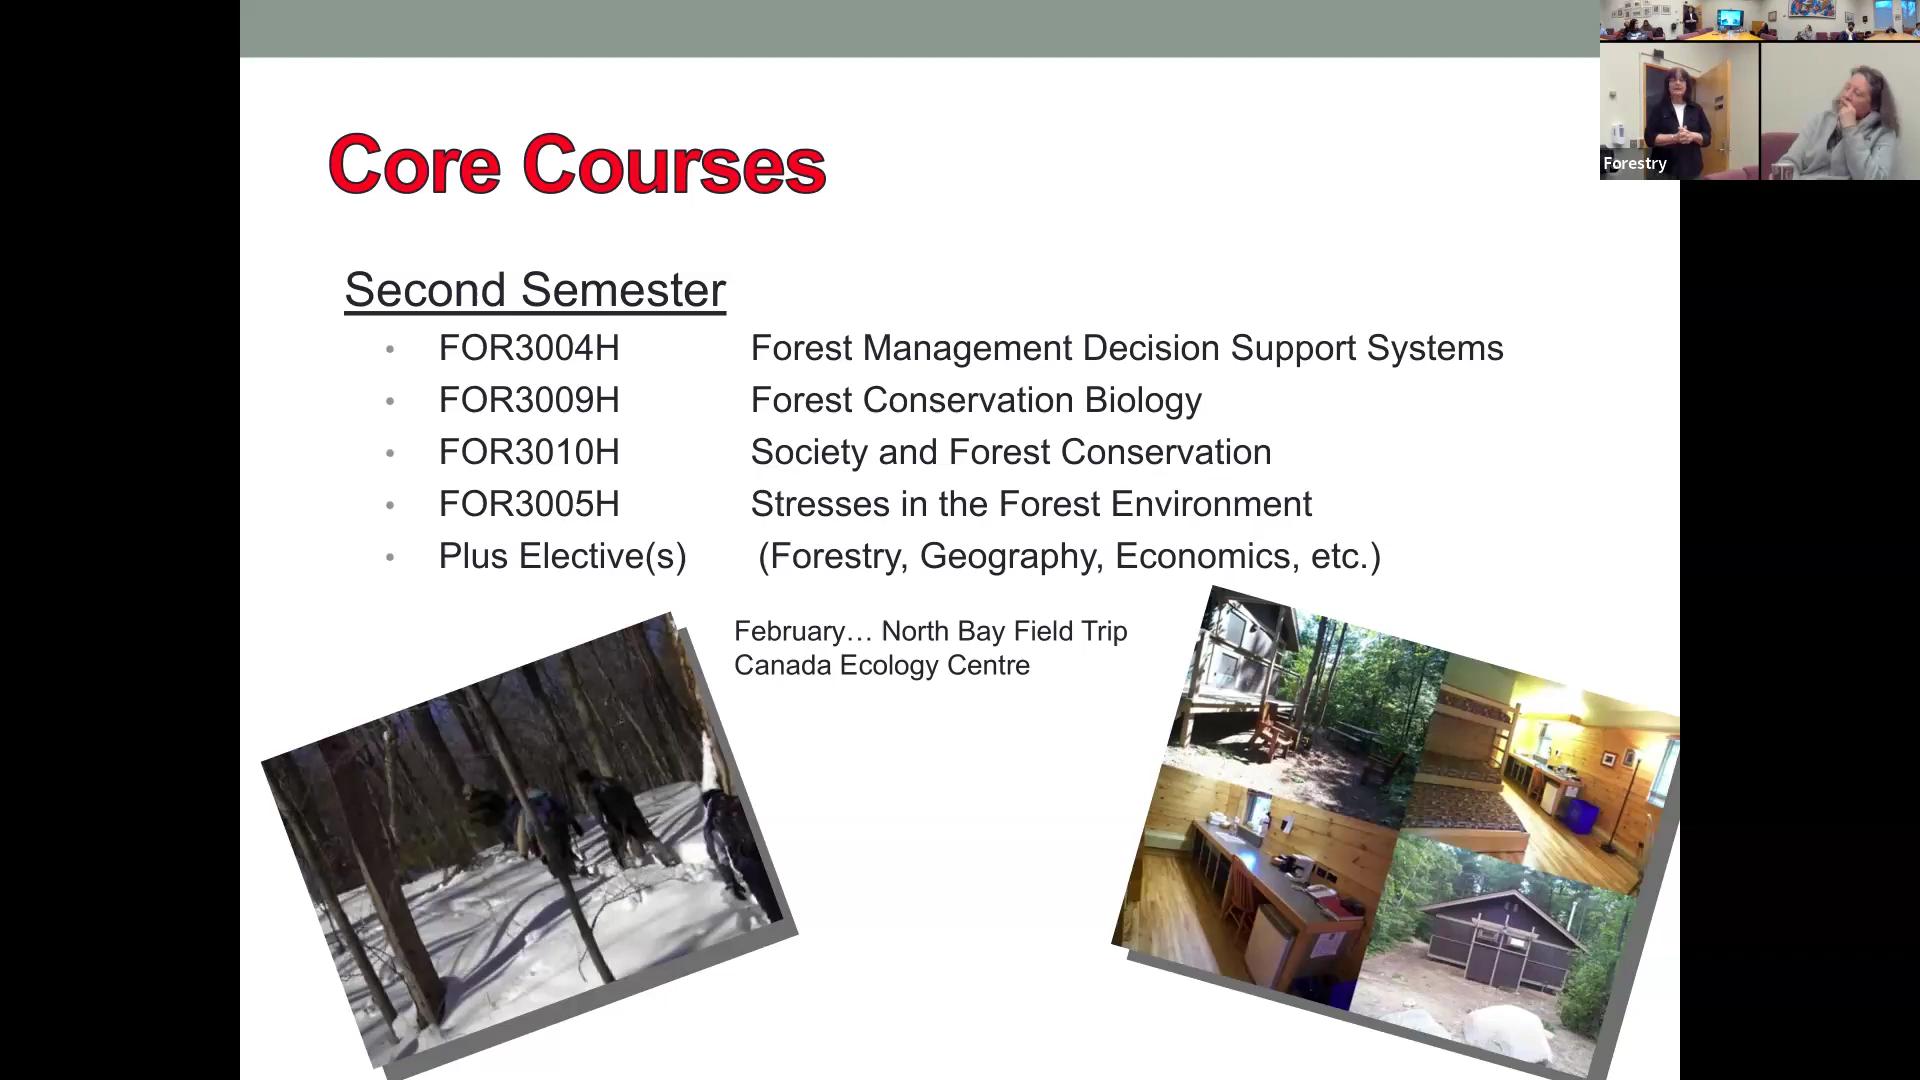 Core Courses
Second Semester
• FOR3004H Forest Management Decision Support Systems
• FOR3009H Forest Conservation Biology
• FOR3010H Society and Forest Conservation
• FOR3005H Stresses in the Forest Environment
• Plus Elective(s) (Forestry, Geography, Economics, etc.)
February… North Bay Field Trip
Canada Ecology Centre
Forestry